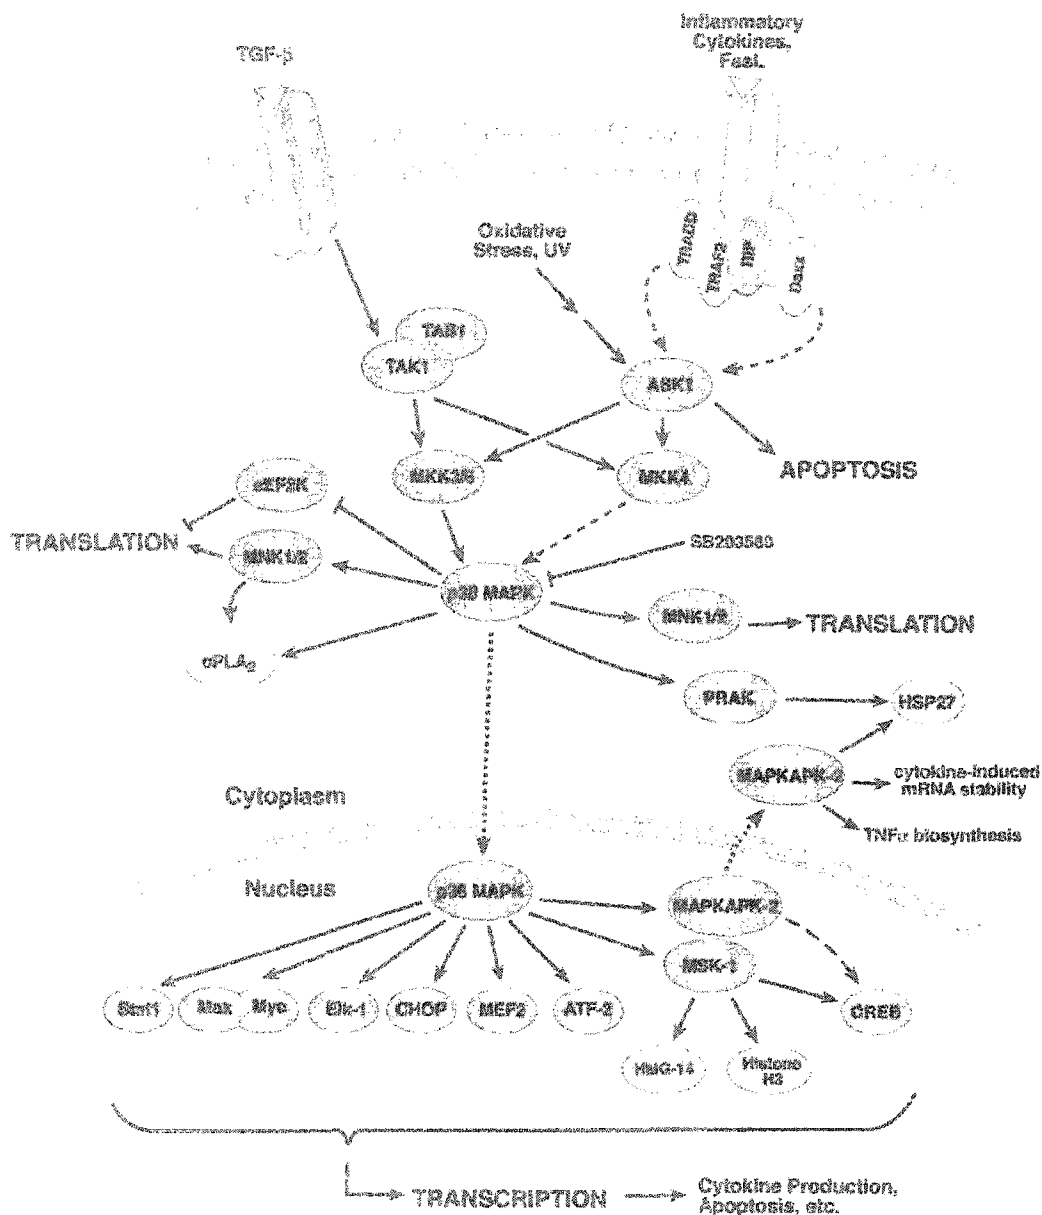 Inflammatory
Cytokines,
FasL
TGF-β
Oxidative
Stress, UV
TRADD
TRAF2
RIP
Daxx
TAB1
TAK1
ASK1
APOPTOSIS
MKK3/6
MKK4
eEF2K
TRANSLATION
MNK1/2
SB203580
p38 MAPK
MNK1/2
TRANSLATION
cPLA2
PRAK
HSP27
MAPKAPK-2
cytokine-induced
mRNA stability
TNFα biosynthesis
Cytoplasm
Nucleus
p38 MAPK
MAPKAPK-2
MSK-1
Max
Myc
Elk-1
CHOP
MEF2
ATF-2
CREB
HMG-14
Histone
H3
TRANSCRIPTION
Cytokine Production,
Apoptosis, etc.